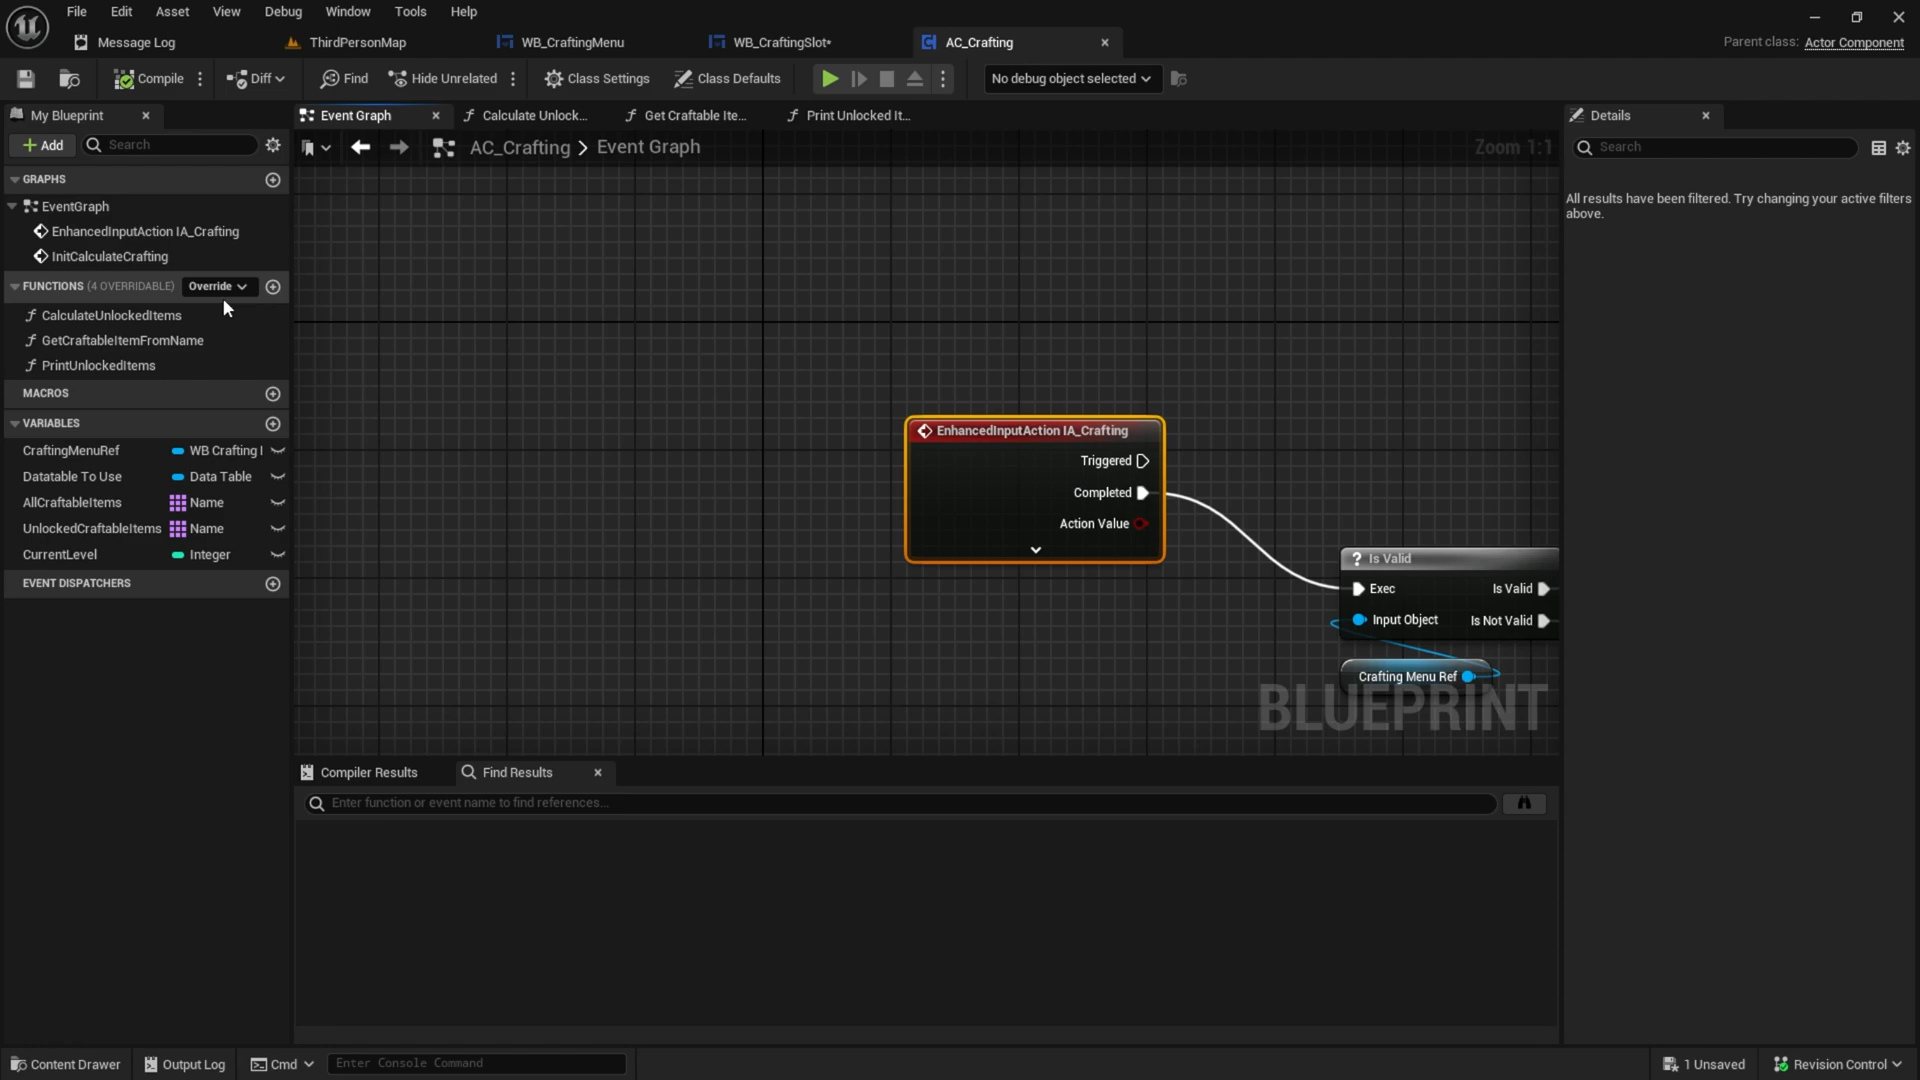 File Edit Asset View Debug Window Tools Help
Message Log ThirdPersonMap WB_CraftingMenu WB_CraftingSlot* AC_Crafting Parent class: Actor Component
Compile Diff Find Hide Unrelated Class Settings Class Defaults No debug object selected
My Blueprint
Event Graph Calculate Unlock... Get Craftable Ite... Print Unlocked It...
Details
Add Search
AC_Crafting > Event Graph
Zoom 1:1
Search
GRAPHS
EventGraph
EnhancedInputAction IA_Crafting
InitCalculateCrafting
FUNCTIONS (4 OVERRIDABLE) Override
CalculateUnlockedItems
GetCraftableItemFromName
PrintUnlockedItems
MACROS
VARIABLES
CraftingMenuRef WB Crafting
Datatable To Use Data Table
AllCraftableItems Name
UnlockedCraftableItems Name
CurrentLevel Integer
EVENT DISPATCHERS
EnhancedInputAction IA_Crafting
Triggered
Completed
Action Value
Is Valid
Exec Is Valid
Input Object Is Not Valid
Crafting Menu Ref
BLUEPRINT
All results have been filtered. Try changing your active filters
above.
Compiler Results Find Results
Enter function or event name to find references...
Content Drawer Output Log Cmd Enter Console Command 1 Unsaved Revision Control